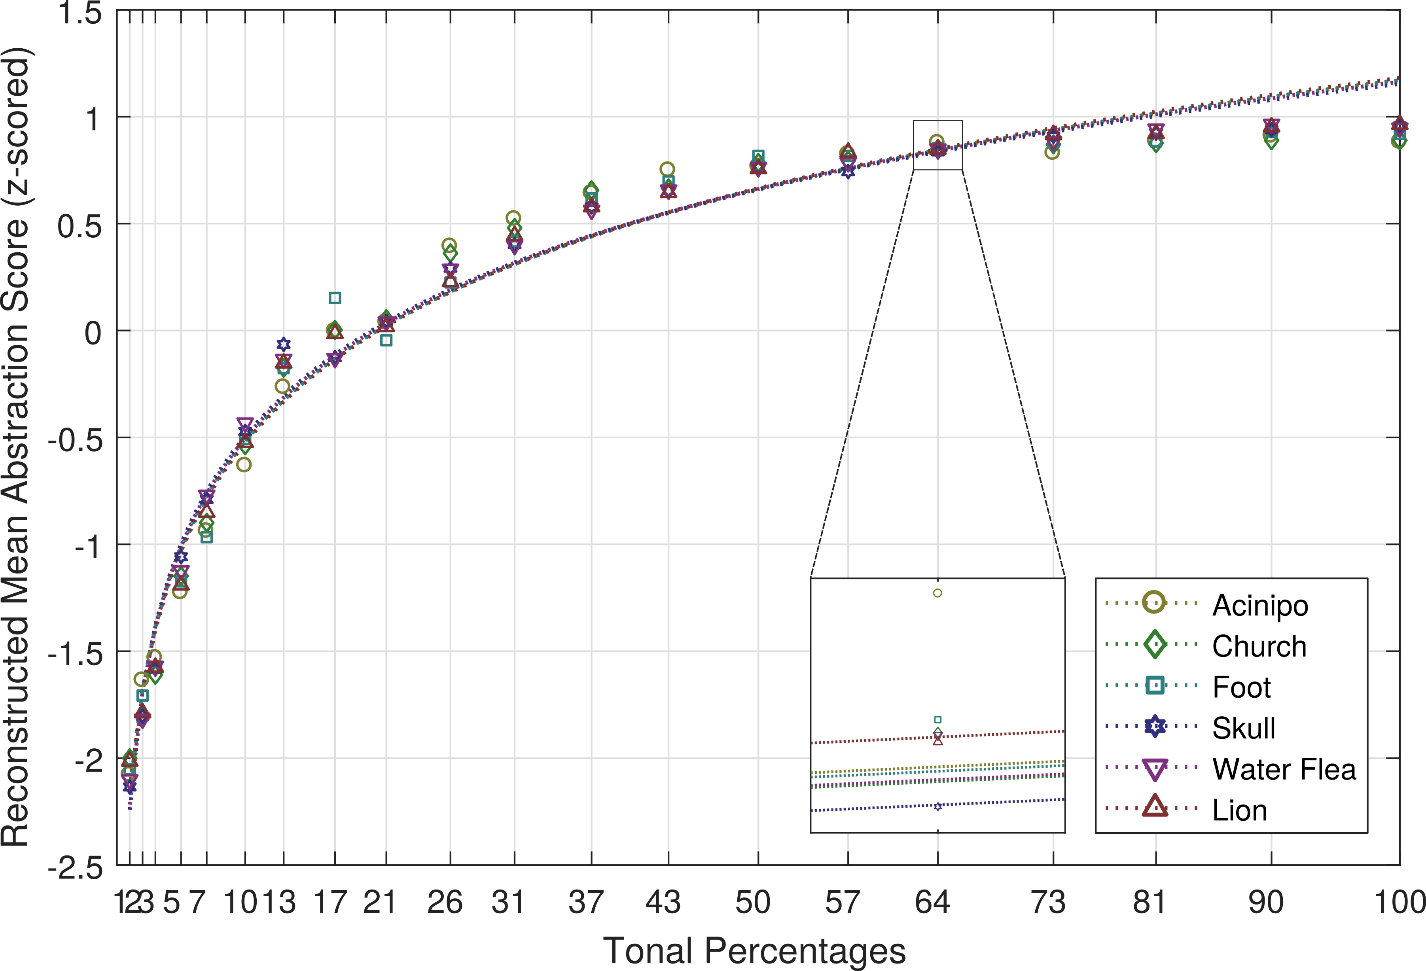 Reconstructed Mean Abstraction Score (z-scored)
1.5
1
0.5
0
-0.5
-1
-1.5
-2
-2.5
Acinipo
Church
Foot
Skull
Water Flea
Lion
1 2 3 5 7 10 13 17 21 26 31 37 43 50 57 64 73 81 90 100
Tonal Percentages